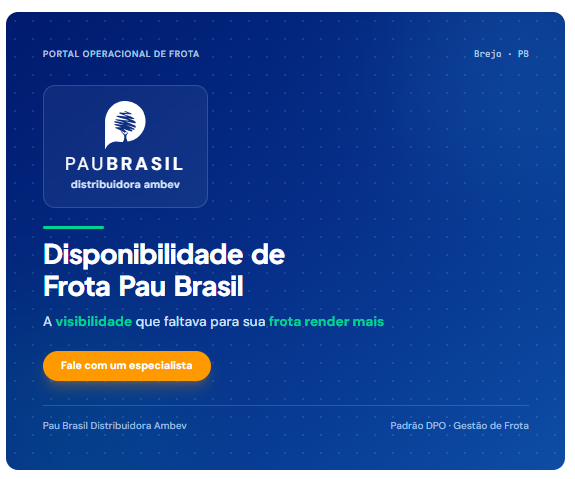 PORTAL OPERACIONAL DE FROTA
Brejo · PB
PAUBRASIL
distribuidora ambev
Disponibilidade de
Frota Pau Brasil
A visibilidade que faltava para sua frota render mais
Fale com um especialista
Pau Brasil Distribuidora Ambev
Padrão DPO · Gestão de Frota